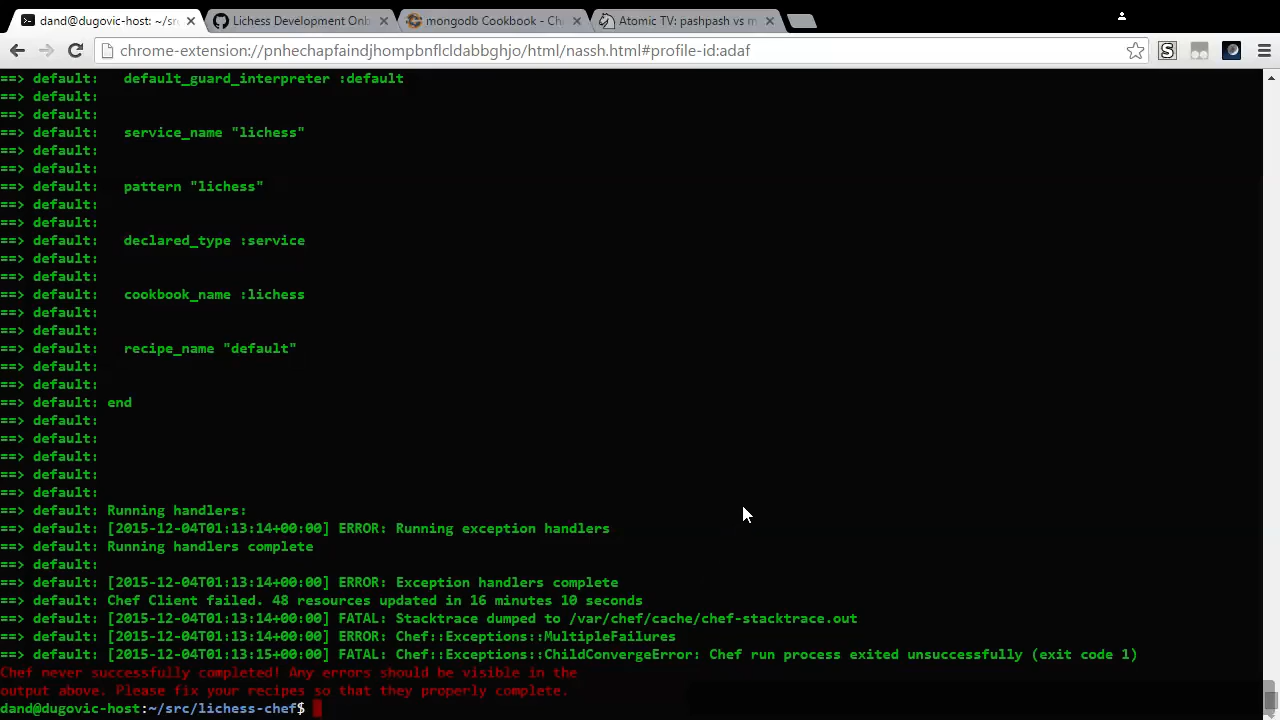 dand@dugovic-host: ~/sr
Lichess Development Onb
mongodb Cookbook - Che
Atomic TV: pashpash vs m
chrome-extension://pnhechapfaindjhompbnflcldabbghjo/html/nassh.html#profile-id:adaf
==> default:   default_guard_interpreter :default
==> default:
==> default:
==> default:   service_name "lichess"
==> default:
==> default:
==> default:   pattern "lichess"
==> default:
==> default:
==> default:   declared_type :service
==> default:
==> default:
==> default:   cookbook_name :lichess
==> default:
==> default:
==> default:   recipe_name "default"
==> default:
==> default:
==> default: end
==> default:
==> default:
==> default:
==> default:
==> default:
==> default: Running handlers:
==> default: [2015-12-04T01:13:14+00:00] ERROR: Running exception handlers
==> default: Running handlers complete
==> default:
==> default: [2015-12-04T01:13:14+00:00] ERROR: Exception handlers complete
==> default: Chef Client failed. 48 resources updated in 16 minutes 10 seconds
==> default: [2015-12-04T01:13:14+00:00] FATAL: Stacktrace dumped to /var/chef/cache/chef-stacktrace.out
==> default: [2015-12-04T01:13:14+00:00] ERROR: Chef::Exceptions::MultipleFailures
==> default: [2015-12-04T01:13:15+00:00] FATAL: Chef::Exceptions::ChildConvergeError: Chef run process exited unsuccessfully (exit code 1)
Chef never successfully completed! Any errors should be visible in the
output above. Please fix your recipes so that they properly complete.
dand@dugovic-host:~/src/lichess-chef$